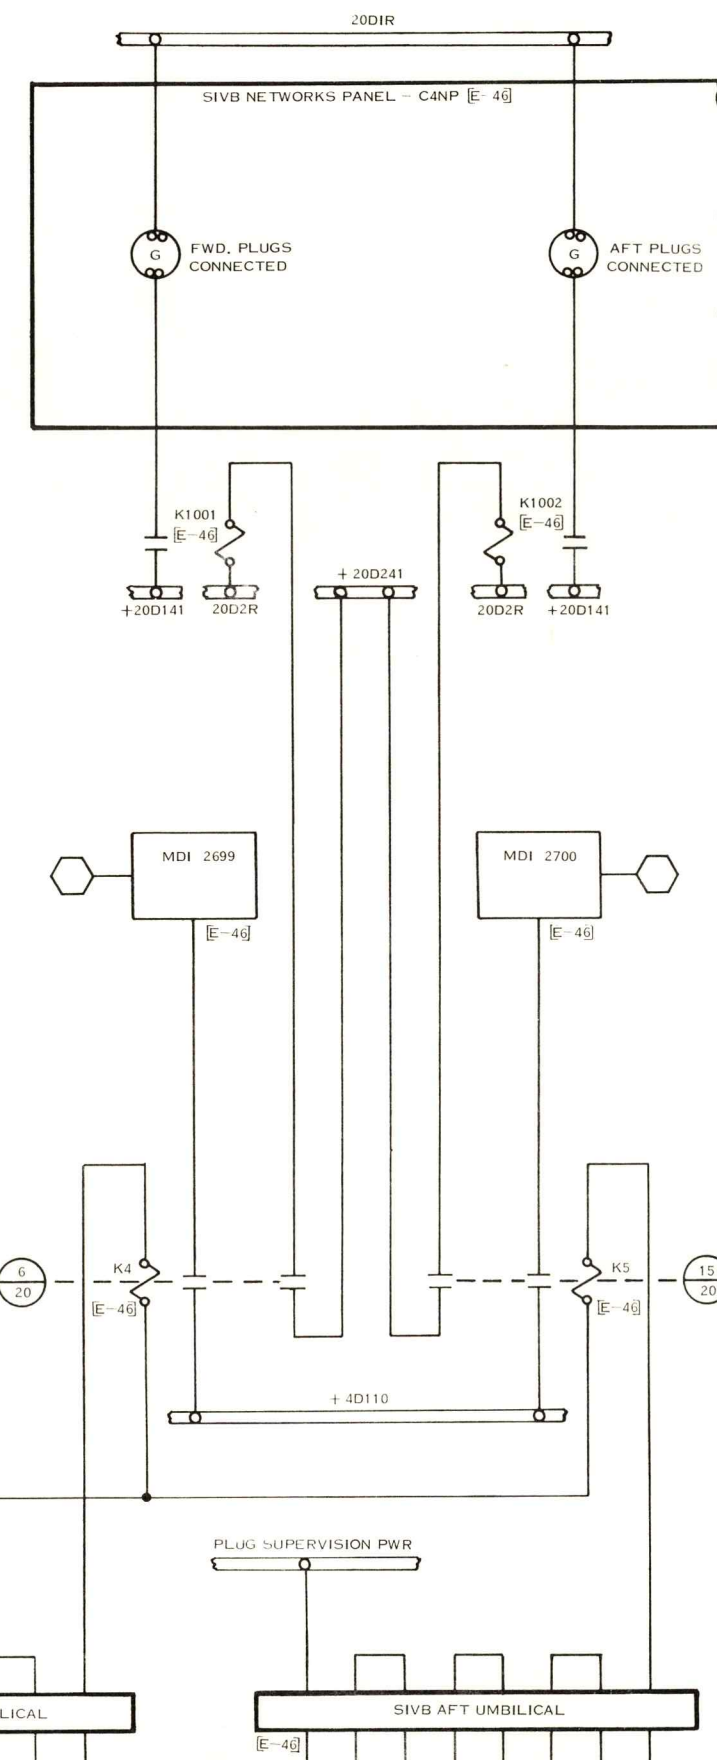 20DIR
SIVB NETWORKS PANEL - C4NP [E-46]
G
FWD. PLUGS
CONNECTED
G
AFT PLUGS
CONNECTED
K1001
[E-46]
K1002
[E-46]
+20D141
20D2R
+20D241
20D2R
+20D141
MDI 2699
[E-46]
MDI 2700
[E-46]
6
20
K4
[E-46]
K5
[E-46]
15
20
+4D110
PLUG SUPERVISION PWR
LICAL
SIVB AFT UMBILICAL
[E-46]